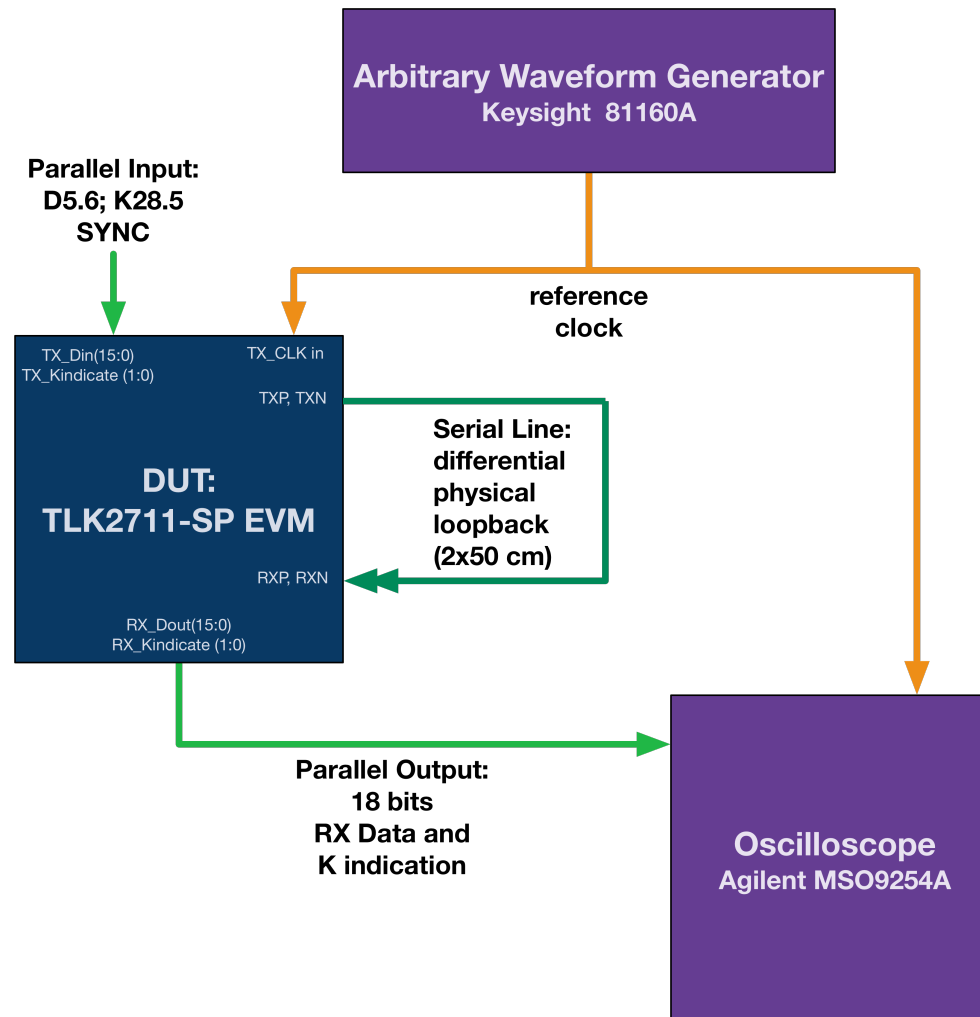 Arbitrary Waveform Generator
Keysight 81160A
Parallel Input:
D5.6; K28.5
SYNC
reference
clock
TX_Din(15:0)
TX_Kindicate (1:0)
TX_CLK in
TXP, TXN
Serial Line:
differential
physical
loopback
(2x50 cm)
DUT:
TLK2711-SP EVM
RXP, RXN
RX_Dout(15:0)
RX_Kindicate (1:0)
Parallel Output:
18 bits
RX Data and
K indication
Oscilloscope
Agilent MSO9254A